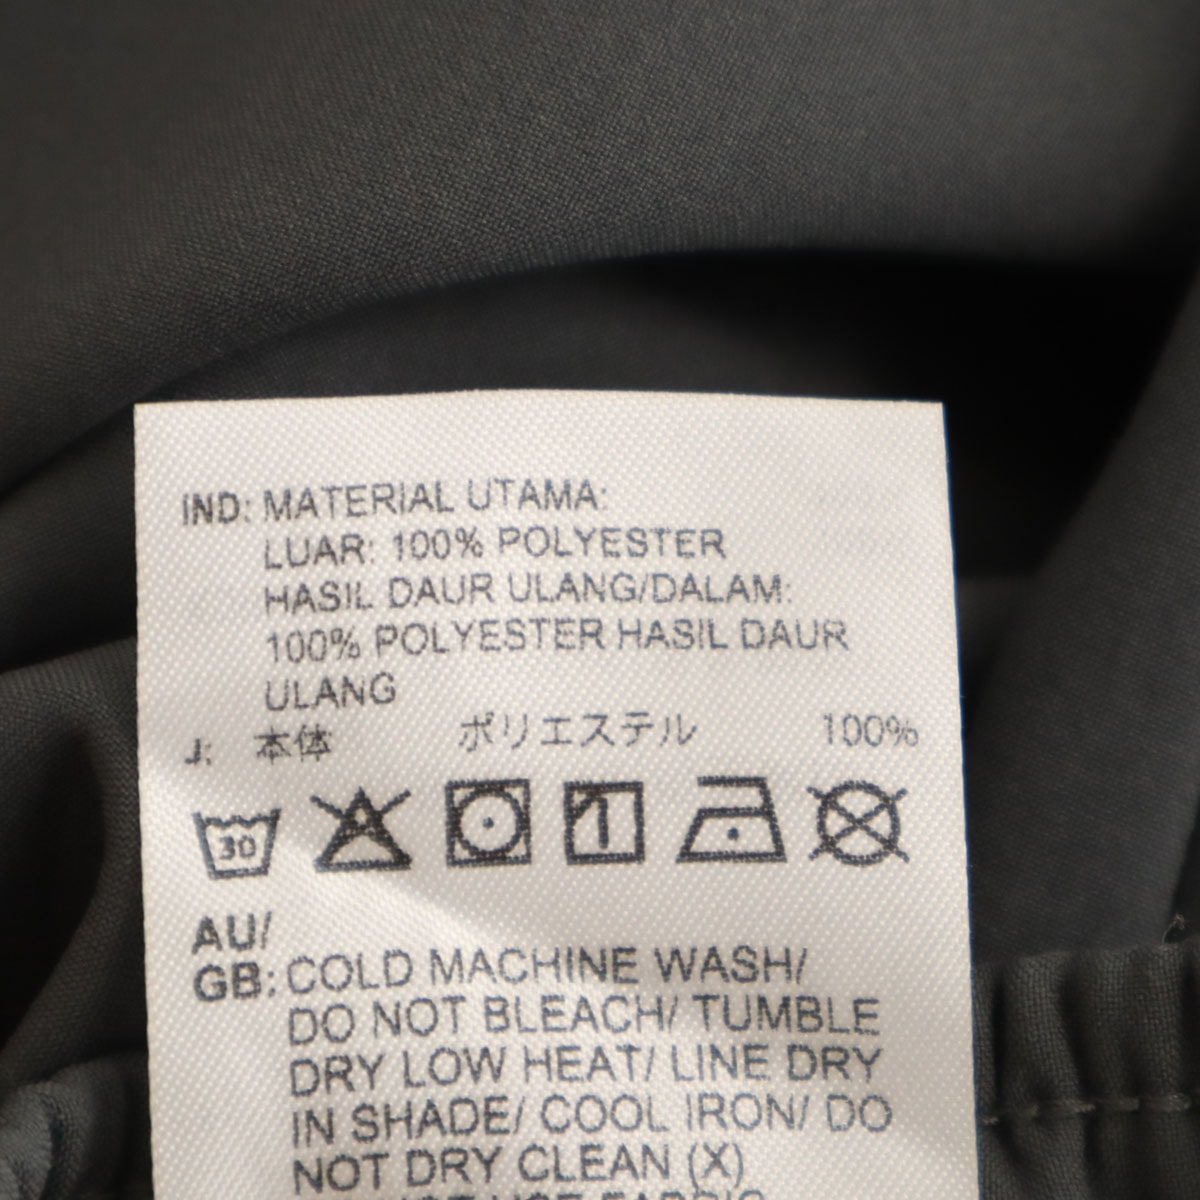 IND: MATERIAL UTAMA:
LUAR: 100% POLYESTER
HASIL DAUR ULANG/DALAM:
100% POLYESTER HASIL DAUR
ULANG
J: 本体 ポリエステル 100%
30
AU/
GB: COLD MACHINE WASH/
DO NOT BLEACH/ TUMBLE
DRY LOW HEAT/ LINE DRY
IN SHADE/ COOL IRON/ DO
NOT DRY CLEAN (X)